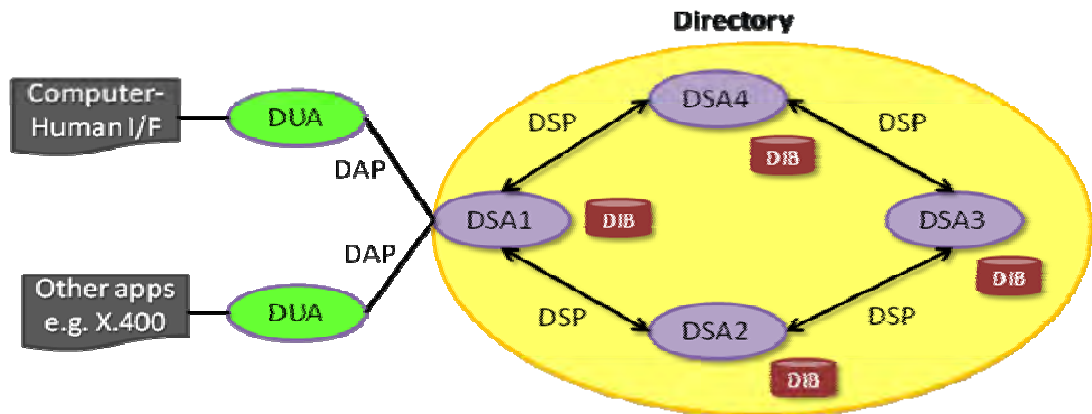 Directory
Computer-
Human I/F
DUA
DAP
DSA4
DSP
DSP
DIB
DSA1
DIB
DSA3
DAP
DIB
Other apps
e.g. X.400
DUA
DSP
DSP
DSA2
DIB